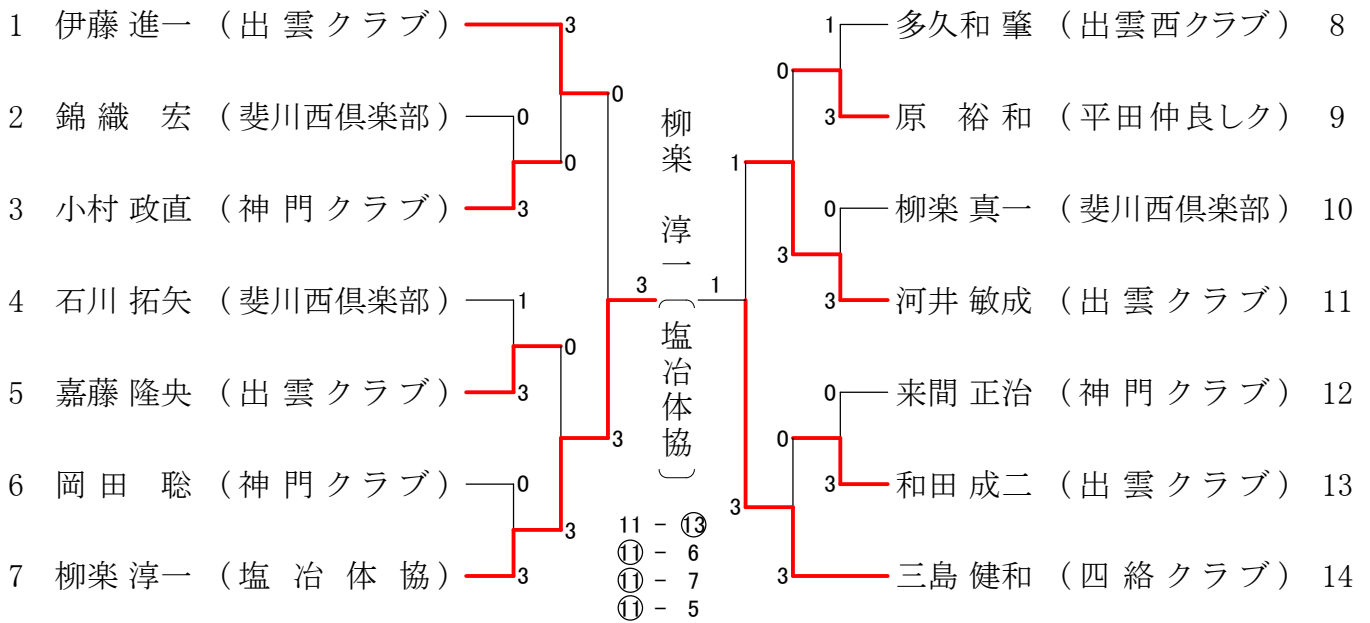 1 伊藤 進一 （出 雲 クラブ）
3
0
2 錦 織 宏 （斐川西倶楽部）
0
0
3 小村 政直 （神 門 クラブ）
3
4 石川 拓矢 （斐川西倶楽部）
1
0
5 嘉藤 隆央 （出 雲 クラブ）
3
3
6 岡 田 聡 （神 門 クラブ）
0
3
7 柳楽 淳一 （塩 冶 体 協）
3
柳楽 淳一（塩冶体協）
3
1
11 - ⑬
⑪ - 6
⑪ - 7
⑪ - 5
1
多久和 肇 （出雲西クラブ） 8
0
3
原 裕 和 （平田仲良しク） 9
1
0
柳楽 真一 （斐川西倶楽部） 10
3
3
河井 敏成 （出 雲 クラブ） 11
0
来間 正治 （神 門 クラブ） 12
0
3
和田 成二 （出 雲 クラブ） 13
3
3
三島 健和 （四 絡 クラブ） 14